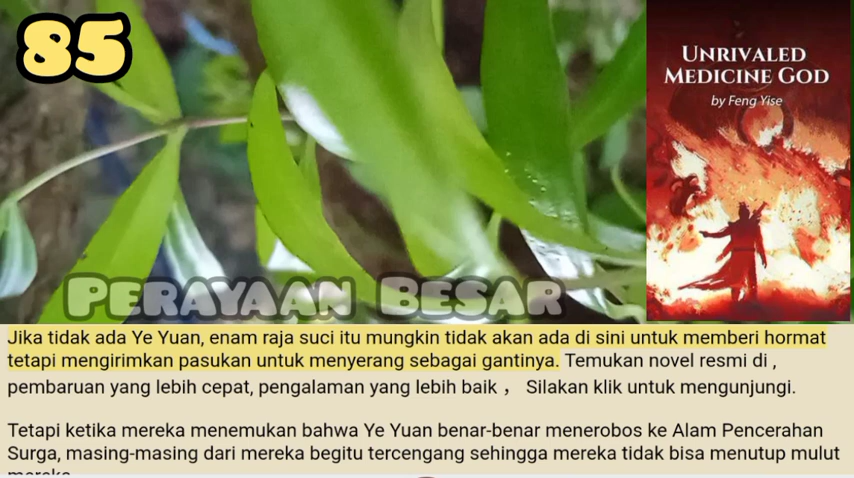 85
UNRIVALED
MEDICINE GOD
by Feng Yise
PERAYAAN BESAR
Jika tidak ada Ye Yuan, enam raja suci itu mungkin tidak akan ada di sini untuk memberi hormat
tetapi mengirimkan pasukan untuk menyerang sebagai gantinya. Temukan novel resmi di ,
pembaruan yang lebih cepat, pengalaman yang lebih baik ， Silakan klik untuk mengunjungi.
Tetapi ketika mereka menemukan bahwa Ye Yuan benar-benar menerobos ke Alam Pencerahan
Surga, masing-masing dari mereka begitu tercengang sehingga mereka tidak bisa menutup mulut